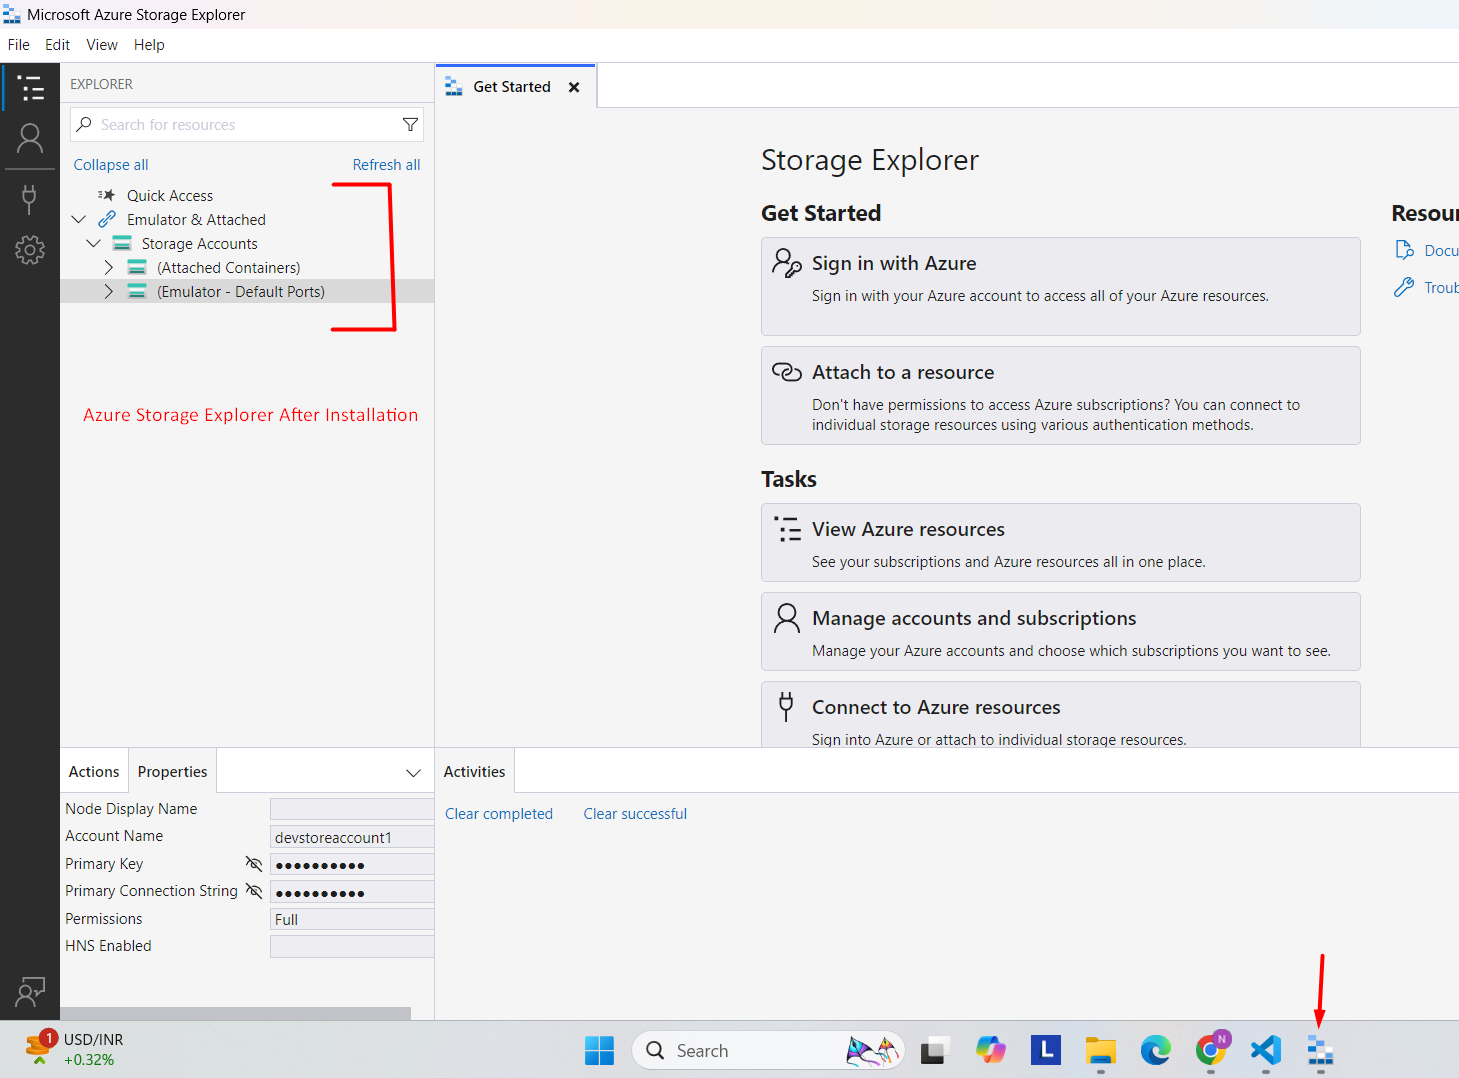 Microsoft Azure Storage Explorer
File Edit View Help
EXPLORER
Search for resources
Collapse all Refresh all
Quick Access
Emulator & Attached
Storage Accounts
(Attached Containers)
(Emulator - Default Ports)
Azure Storage Explorer After Installation
Get Started
Storage Explorer
Get Started
Sign in with Azure
Sign in with your Azure account to access all of your Azure resources.
Attach to a resource
Don't have permissions to access Azure subscriptions? You can connect to
individual storage resources using various authentication methods.
Tasks
View Azure resources
See your subscriptions and Azure resources all in one place.
Manage accounts and subscriptions
Manage your Azure accounts and choose which subscriptions you want to see.
Connect to Azure resources
Sign into Azure or attach to individual storage resources.
Resour
Docu
Troub
Actions Properties
Node Display Name
Account Name devstoreaccount1
Primary Key ●●●●●●●●●●
Primary Connection String ●●●●●●●●●●
Permissions Full
HNS Enabled
Activities
Clear completed Clear successful
1
USD/INR
+0.32%
Search
L
N